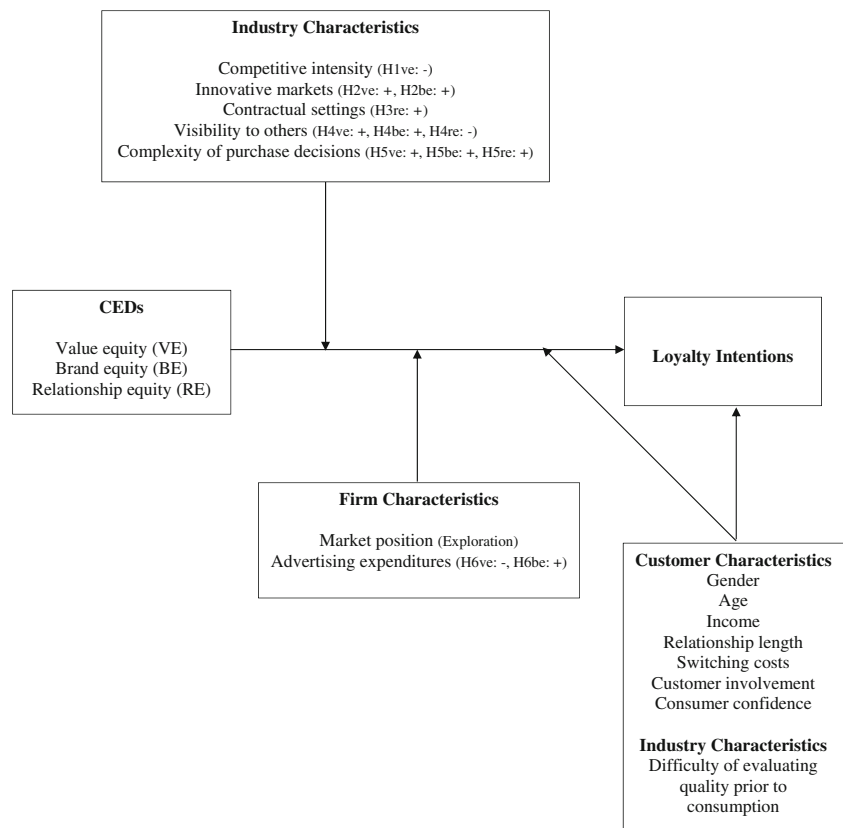 Industry Characteristics
Competitive intensity (H1ve: -)
Innovative markets (H2ve: +, H2be: +)
Contractual settings (H3re: +)
Visibility to others (H4ve: +, H4be: +, H4re: -)
Complexity of purchase decisions (H5ve: +, H5be: +, H5re: +)
CEDs
Value equity (VE)
Brand equity (BE)
Relationship equity (RE)
Loyalty Intentions
Firm Characteristics
Market position (Exploration)
Advertising expenditures (H6ve: -, H6be: +)
Customer Characteristics
Gender
Age
Income
Relationship length
Switching costs
Customer involvement
Consumer confidence
Industry Characteristics
Difficulty of evaluating
quality prior to
consumption